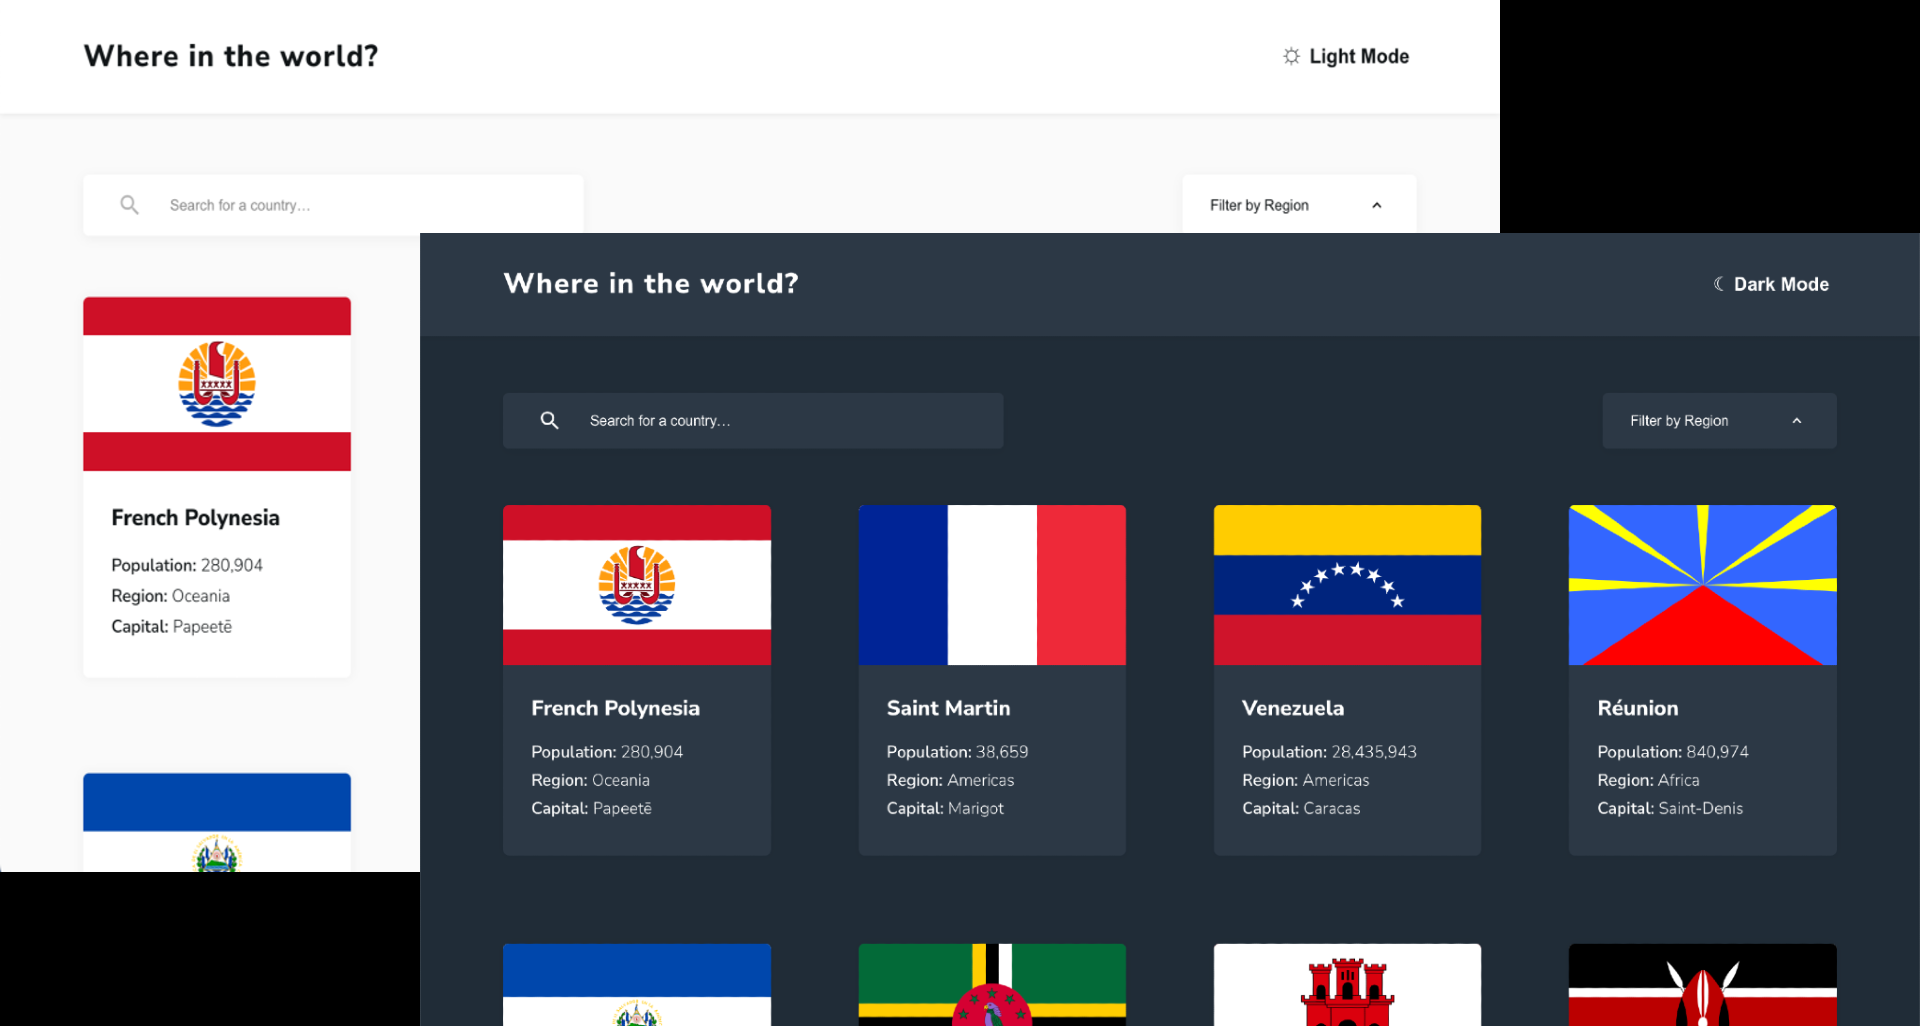 Where in the world?
Light Mode
Search for a country...
Filter by Region
French Polynesia
Population: 280,904
Region: Oceania
Capital: Papeetē
Where in the world?
Dark Mode
Search for a country...
Filter by Region
French Polynesia
Population: 280,904
Region: Oceania
Capital: Papeetē
Saint Martin
Population: 38,659
Region: Americas
Capital: Marigot
Venezuela
Population: 28,435,943
Region: Americas
Capital: Caracas
Réunion
Population: 840,974
Region: Africa
Capital: Saint-Denis